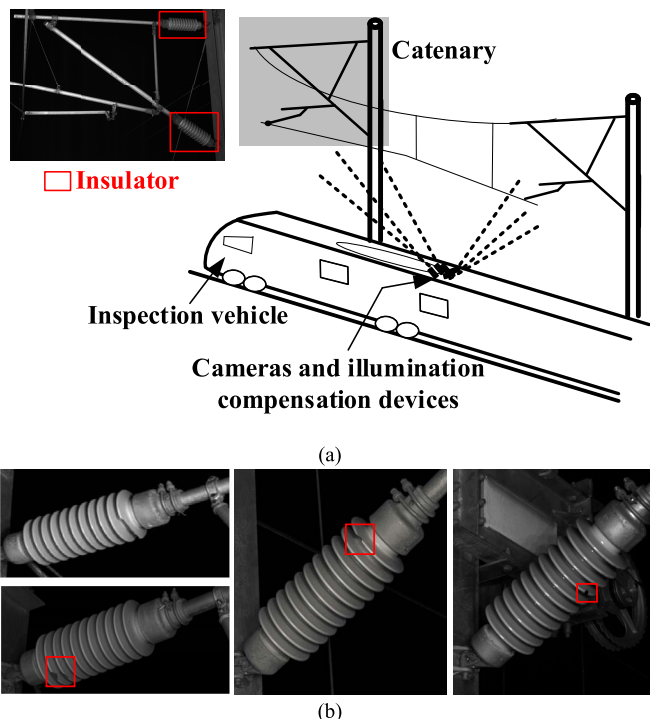 Catenary
Insulator
Inspection vehicle
Cameras and illumination
compensation devices
(a)
(b)